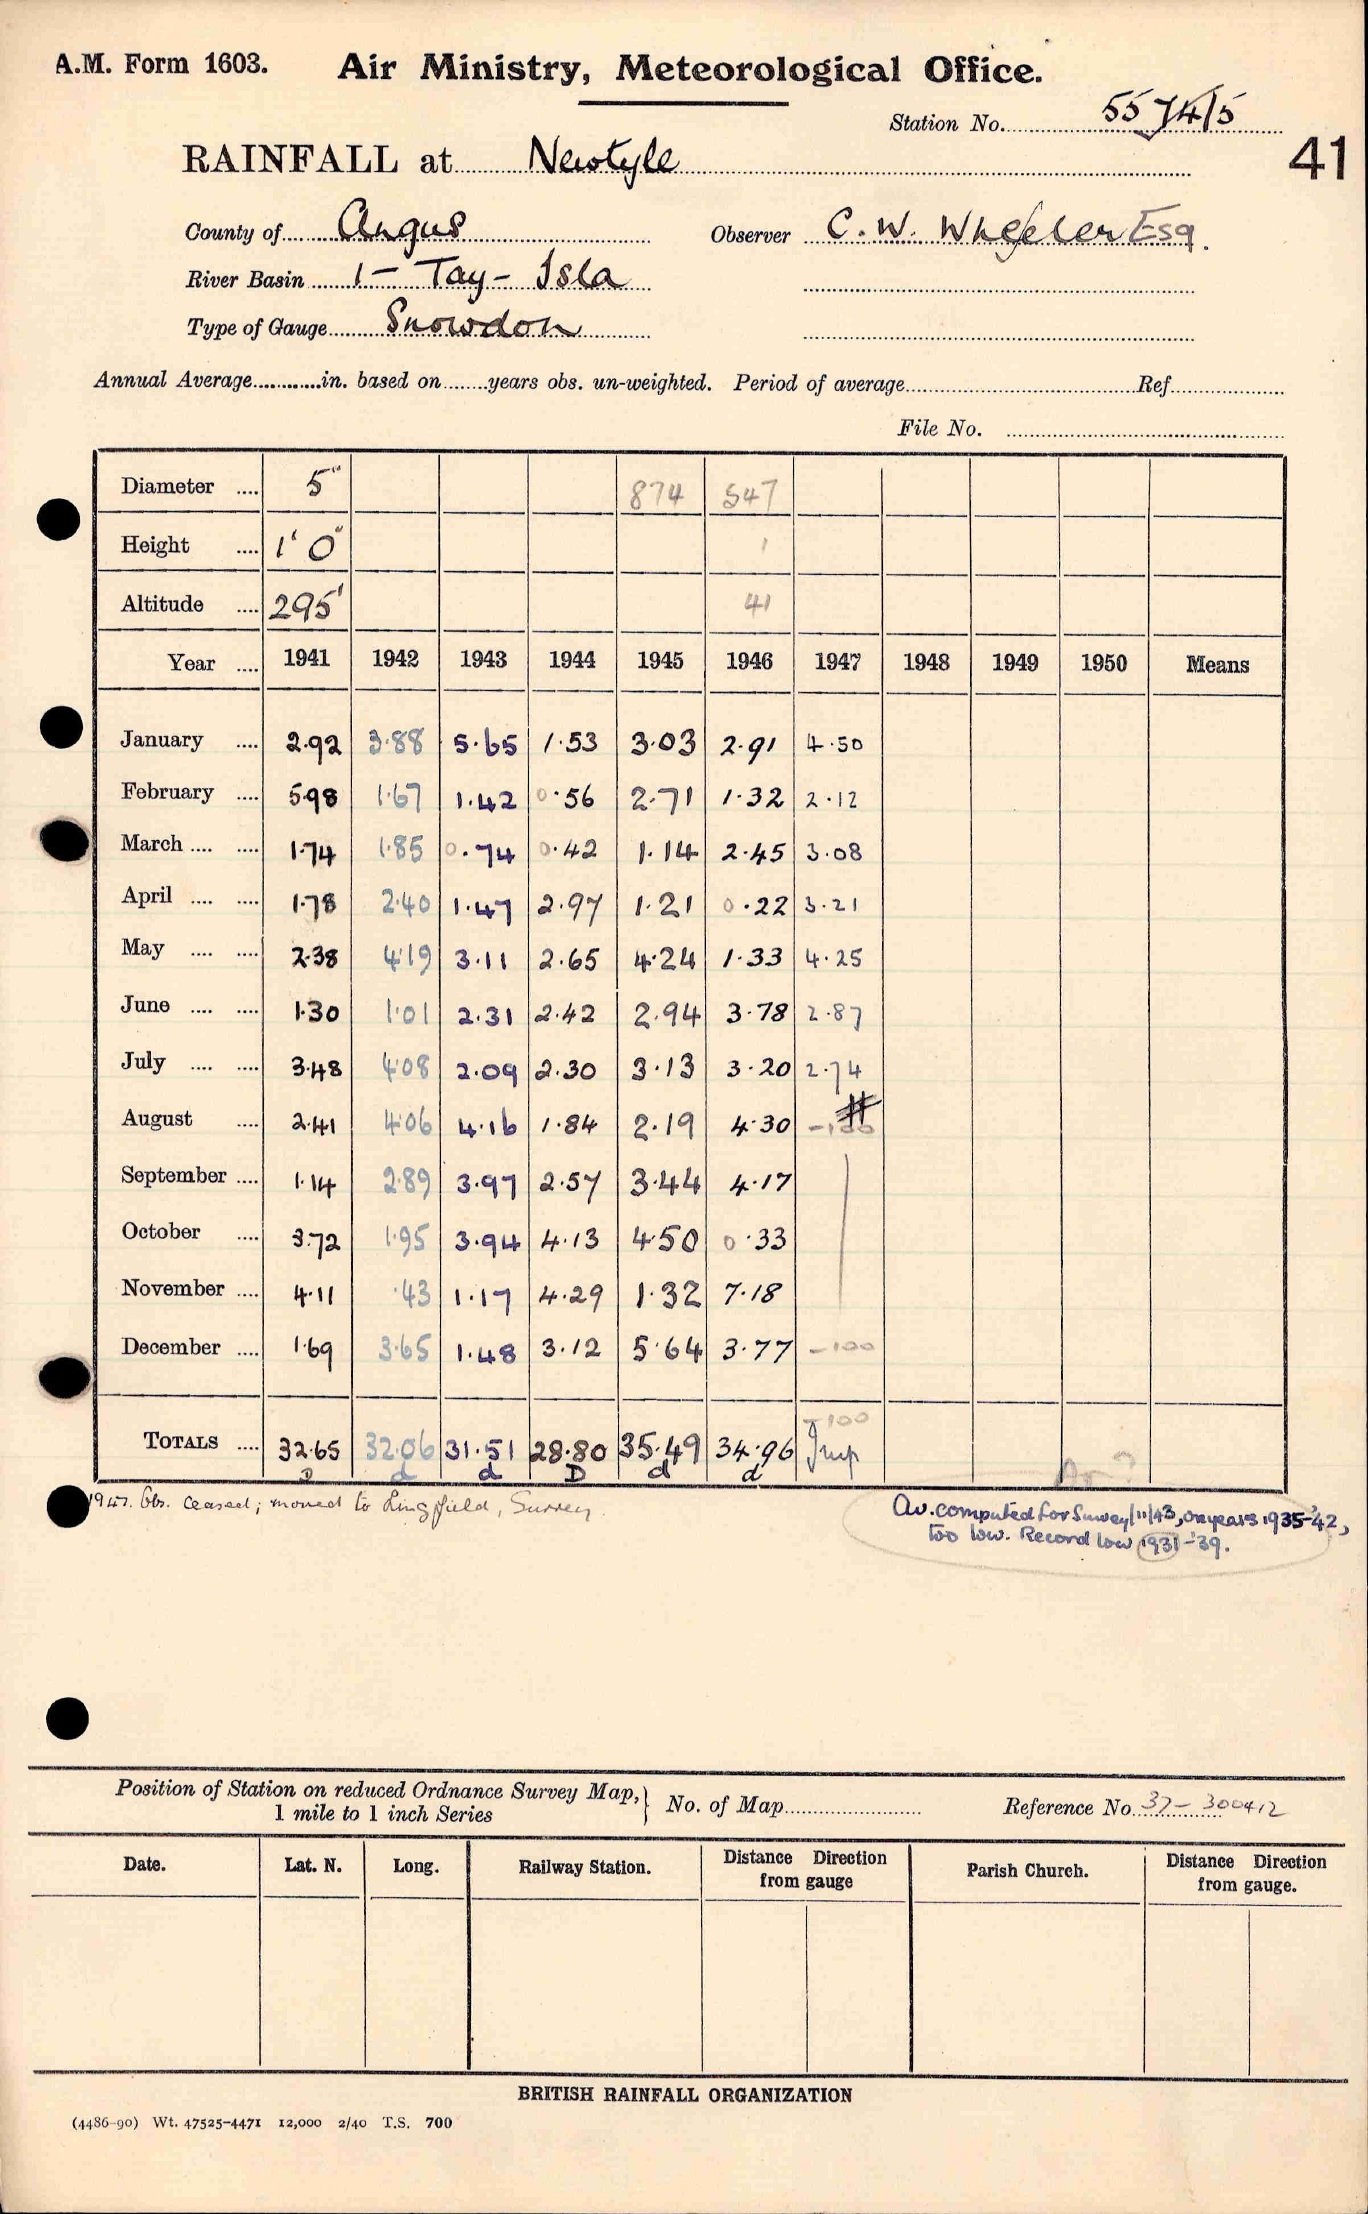 A.M. Form 1603. Air Ministry, Meteorological Office.
Station No. 5574/5
41
RAINFALL at Newtyle
County of Angus Observer C. W. Wheeler Esq.
River Basin 1 - Tay - Isla
Type of Gauge Snowdon
Annual Average in. based on years obs. un-weighted. Period of average Ref
File No.
Diameter 5" 874 547
Height 1' 0" 1
Altitude 295' 41
Year 1941 1942 1943 1944 1945 1946 1947 1948 1949 1950 Means
January 2.92 3.88 5.65 1.53 3.03 2.91 4.50
February 5.98 1.67 1.42 0.56 2.71 1.32 2.12
March 1.74 1.85 0.74 0.42 1.14 2.45 3.08
April 1.78 2.40 1.47 2.97 1.21 0.22 3.21
May 2.38 4.19 3.11 2.65 4.24 1.33 4.25
June 1.30 1.01 2.31 2.42 2.94 3.78 2.87
July 3.48 4.08 2.09 2.30 3.13 3.20 2.74
August 2.41 4.06 4.16 1.84 2.19 4.30 -100
September 1.14 2.89 3.97 2.57 3.44 4.17
October 3.72 1.95 3.94 4.13 4.50 0.33
November 4.11 .43 1.17 4.29 1.32 7.18
December 1.69 3.65 1.48 3.12 5.64 3.77 -100
-100
TOTALS 32.65 32.06 31.51 28.80 35.49 34.96 Imp
D d d D d d
Av ?
1947. Obs. ceased; moved to Lingfield, Surrey.
Av. computed for Survey/11/43, on years 1935-'42,
too low. Record low 1931-'39.
Position of Station on reduced Ordnance Survey Map,
1 mile to 1 inch Series
No. of Map Reference No. 37-300412
Date. Lat. N. Long. Railway Station. Distance Direction from gauge Parish Church. Distance Direction from gauge.
BRITISH RAINFALL ORGANIZATION
(4486-90) Wt. 47525-4471 12,000 2/40 T.S. 700